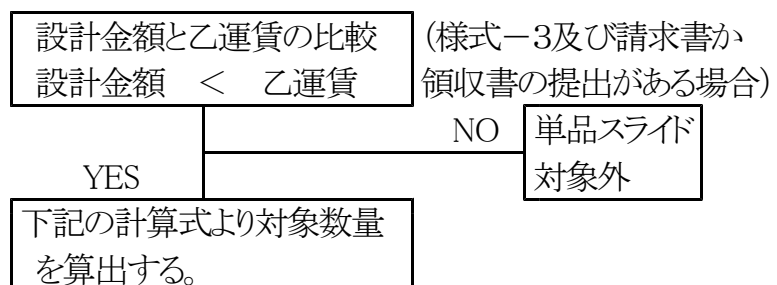 設計金額と乙運賃の比較
設計金額　＜　乙運賃
(様式－3及び請求書か
領収書の提出がある場合)
NO
単品スライド
対象外
YES
下記の計算式より対象数量
を算出する。